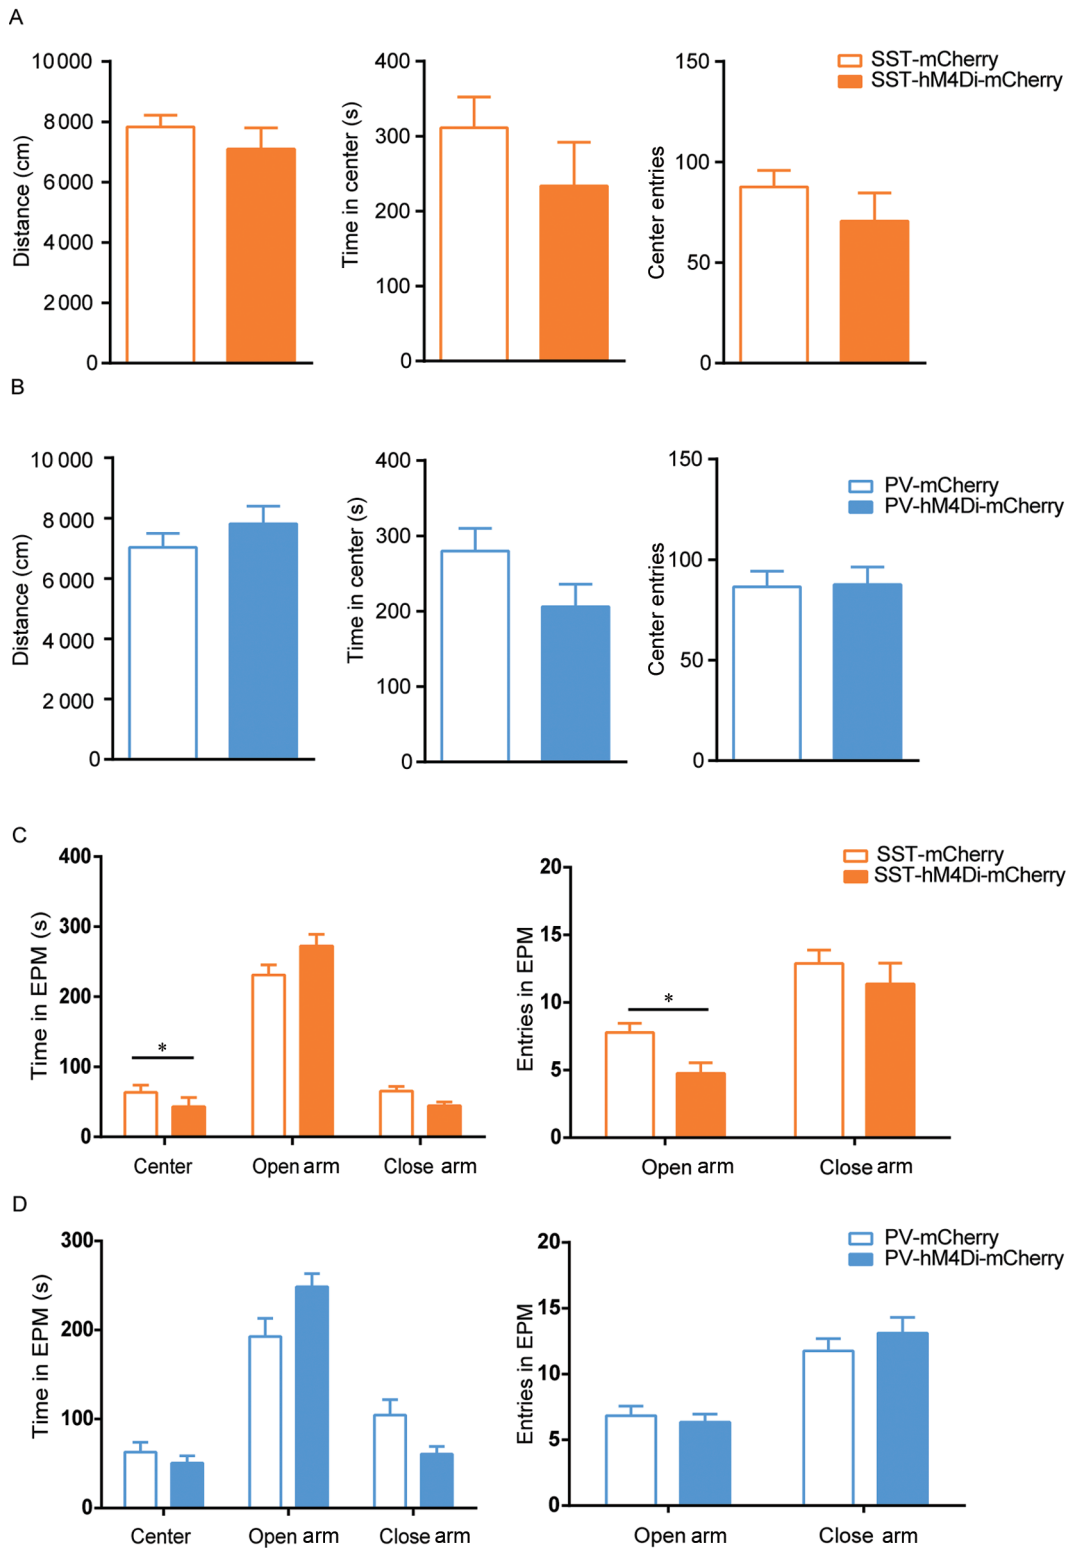 A
10 000
8 000
6 000
4 000
2 000
0
Distance (cm)
400
300
200
100
0
Time in center (s)
150
100
50
0
Center entries
SST-mCherry
SST-hM4Di-mCherry
B
10 000
8 000
6 000
4 000
2 000
0
Distance (cm)
400
300
200
100
0
Time in center (s)
150
100
50
0
Center entries
PV-mCherry
PV-hM4Di-mCherry
C
400
300
200
100
0
Time in EPM (s)
*
Center
Open arm
Close arm
20
15
10
5
0
Entries in EPM
*
Open arm
Close arm
SST-mCherry
SST-hM4Di-mCherry
D
300
200
100
0
Time in EPM (s)
Center
Open arm
Close arm
20
15
10
5
0
Entries in EPM
Open arm
Close arm
PV-mCherry
PV-hM4Di-mCherry